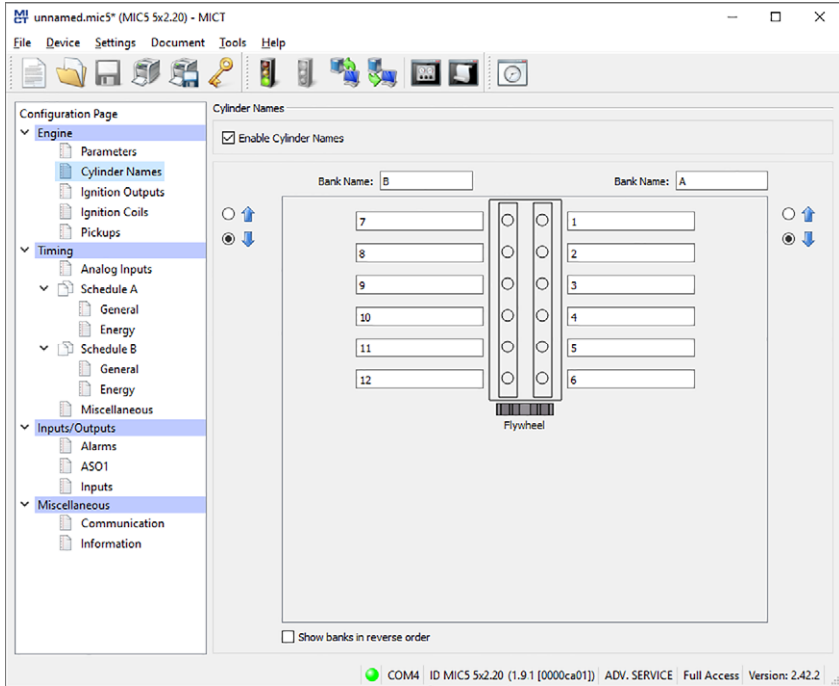 unnamed.mic5* (MIC5 5x2.20) - MICT
File Device Settings Document Tools Help
Configuration Page
Engine
Parameters
Cylinder Names
Ignition Outputs
Ignition Coils
Pickups
Timing
Analog Inputs
Schedule A
General
Energy
Schedule B
General
Energy
Miscellaneous
Inputs/Outputs
Alarms
ASO1
Inputs
Miscellaneous
Communication
Information
Cylinder Names
Enable Cylinder Names
Bank Name: B Bank Name: A
7 1
8 2
9 3
10 4
11 5
12 6
Flywheel
Show banks in reverse order
COM4 ID MIC5 5x2.20 (1.9.1 [0000ca01]) ADV. SERVICE Full Access Version: 2.42.2